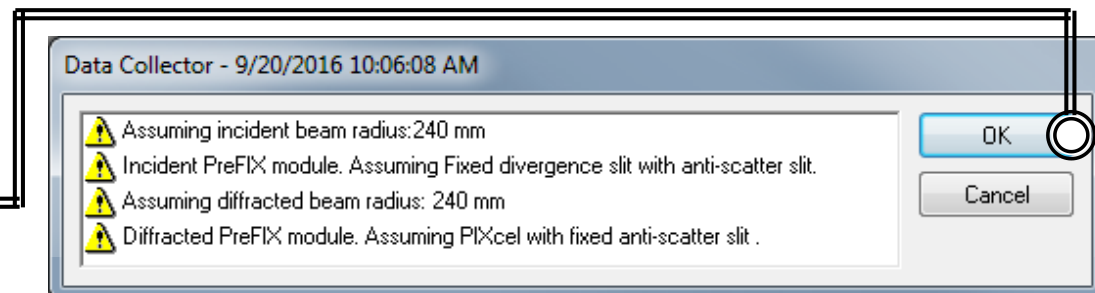 Data Collector - 9/20/2016 10:06:08 AM
Assuming incident beam radius:240 mm
Incident PreFIX module. Assuming Fixed divergence slit with anti-scatter slit.
Assuming diffracted beam radius: 240 mm
Diffracted PreFIX module. Assuming PIXcel with fixed anti-scatter slit .
OK
Cancel